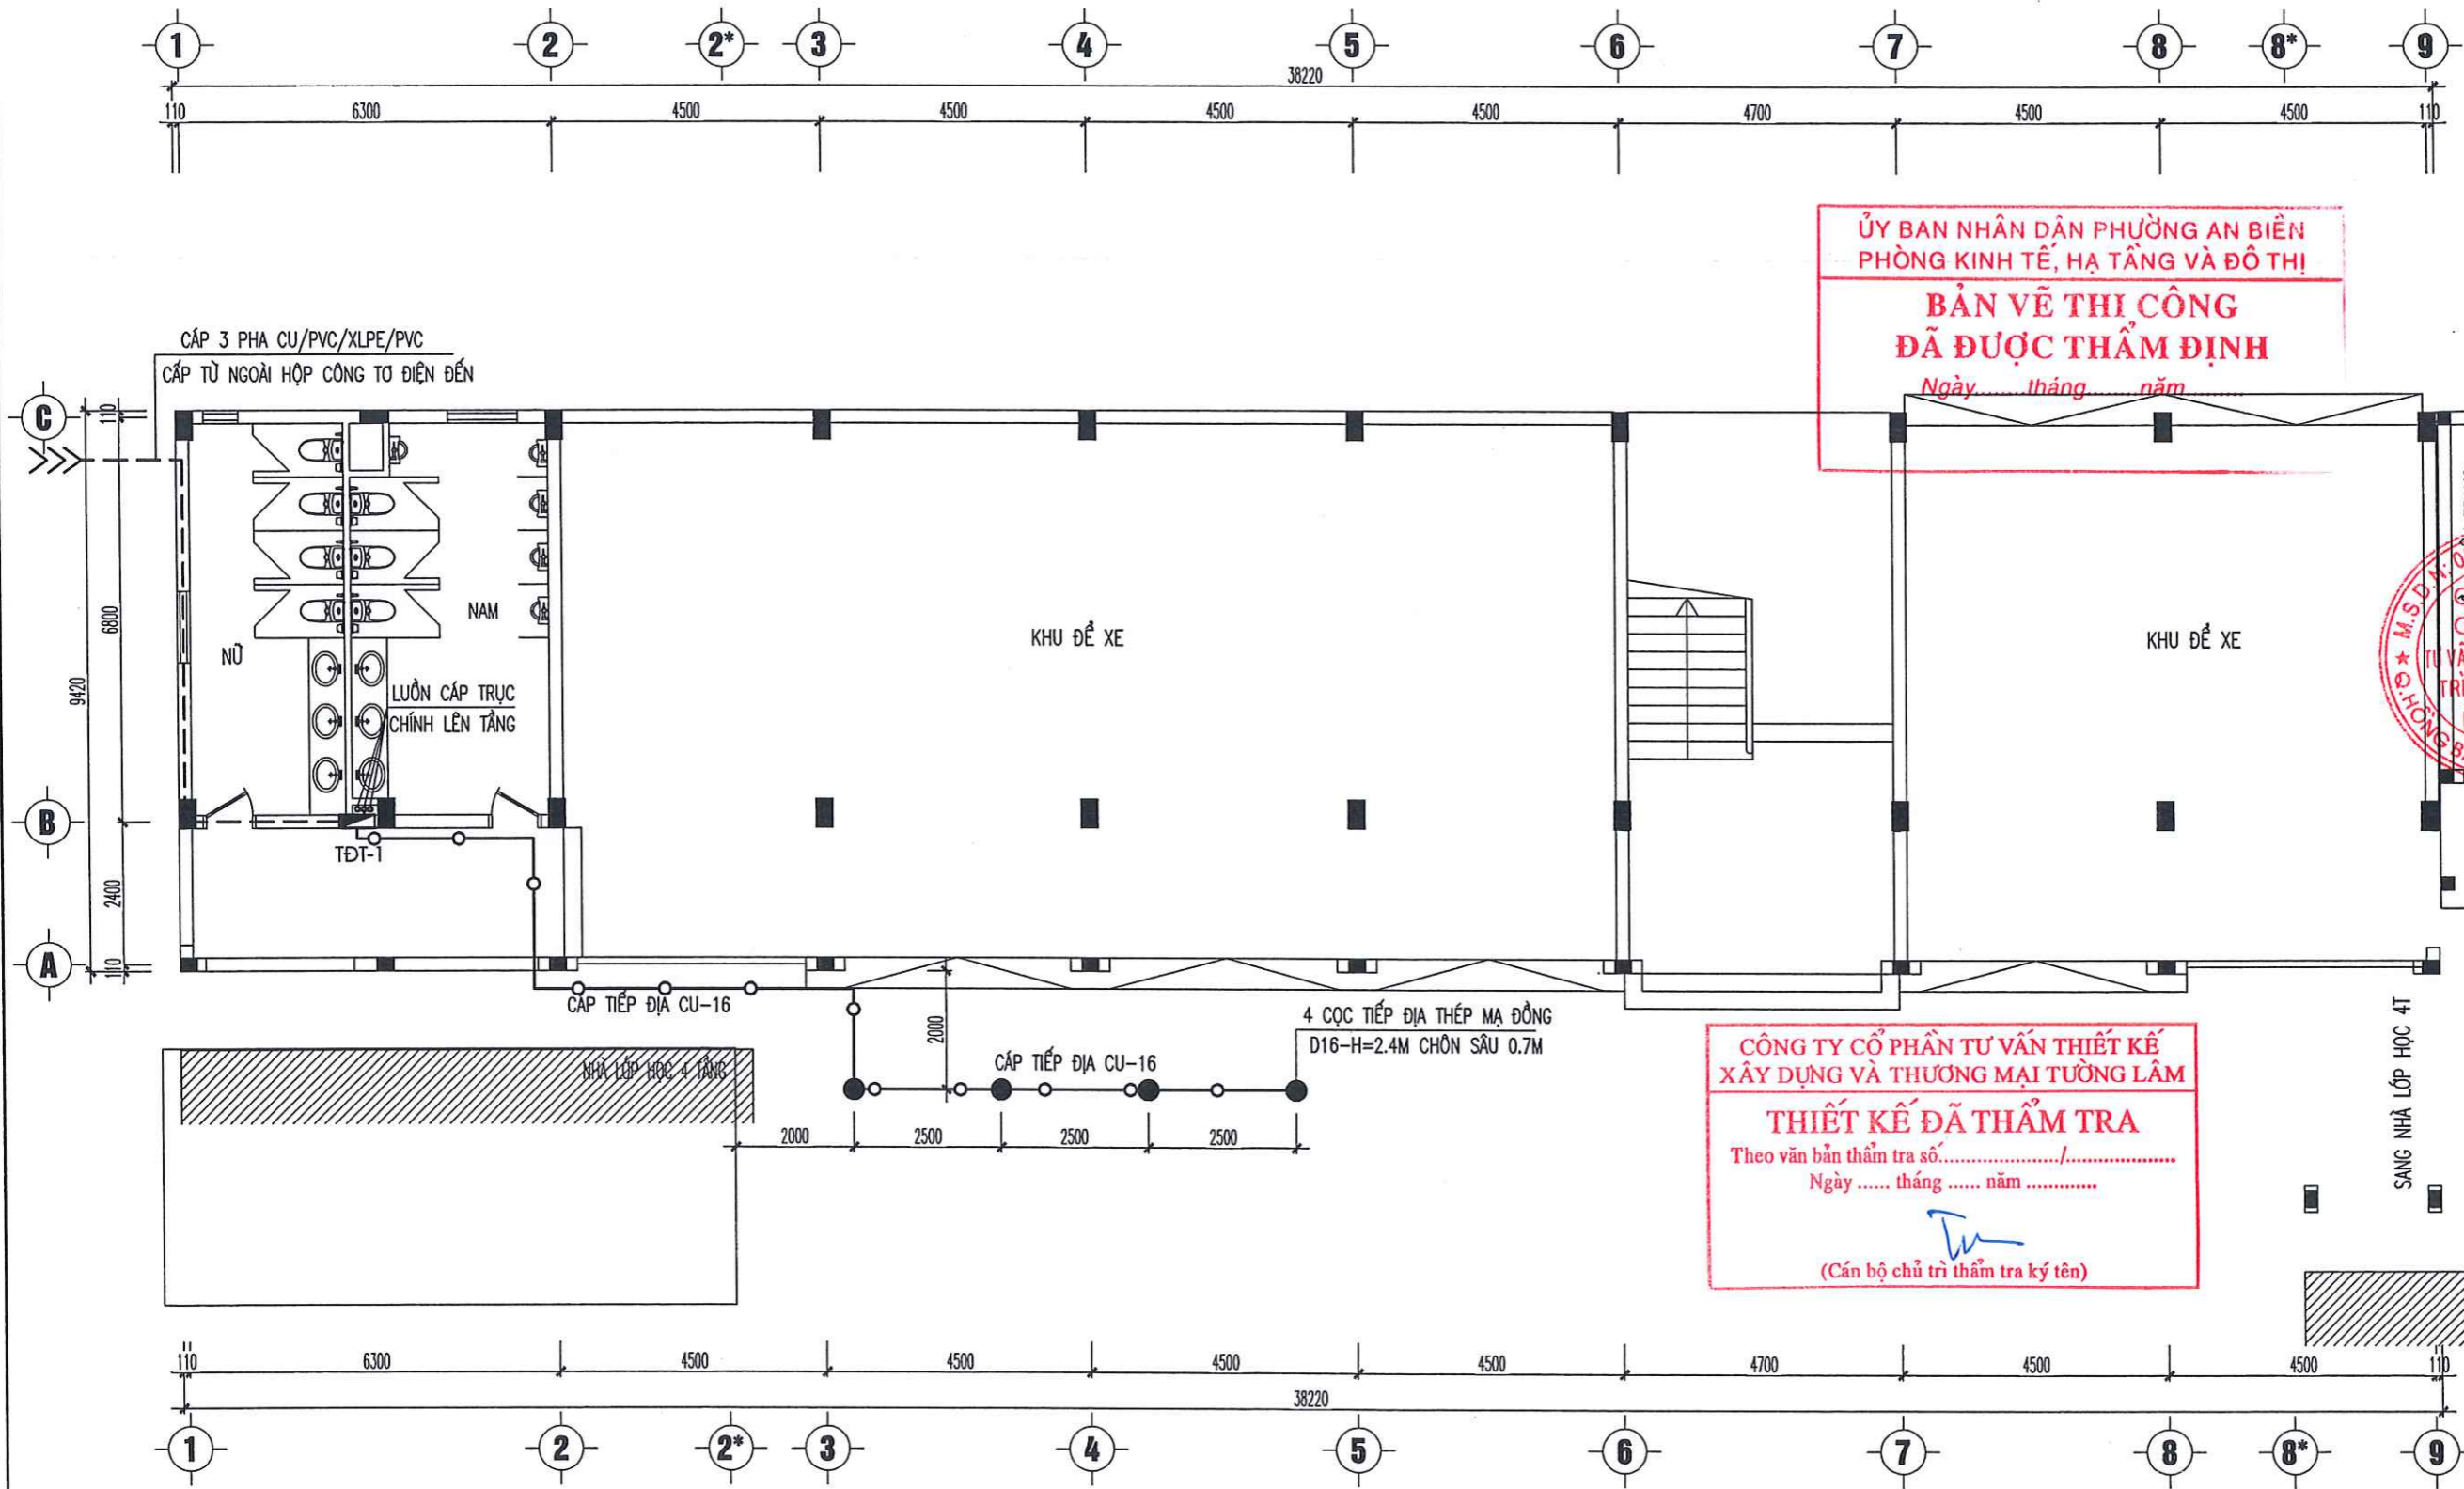 1 2 2* 3 4 5 6 7 8 8* 9
38220
110 6300 4500 4500 4500 4500 4700 4500 4500 110
ỦY BAN NHÂN DÂN PHƯỜNG AN BIÊN
PHÒNG KINH TẾ, HẠ TẦNG VÀ ĐÔ THỊ
BẢN VẼ THI CÔNG
ĐÃ ĐƯỢC THẨM ĐỊNH
Ngày........tháng........năm..........
CÁP 3 PHA CU/PVC/XLPE/PVC
CẤP TỪ NGOÀI HỘP CÔNG TƠ ĐIỆN ĐẾN
C
110
6800
9420
NỮ
NAM
KHU ĐỂ XE
KHU ĐỂ XE
LUỒN CÁP TRỤC
CHÍNH LÊN TẦNG
B
TĐT-1
2400
A
110
CÁP TIẾP ĐỊA CU-16
2000
4 CỌC TIẾP ĐỊA THÉP MẠ ĐỒNG
D16-H=2.4M CHÔN SÂU 0.7M
CÁP TIẾP ĐỊA CU-16
NHÀ LỚP HỌC 4 TẦNG
2000 2500 2500 2500
CÔNG TY CỔ PHẦN TƯ VẤN THIẾT KẾ
XÂY DỰNG VÀ THƯƠNG MẠI TƯỜNG LÂM
THIẾT KẾ ĐÃ THẨM TRA
Theo văn bản thẩm tra số...................../....................
Ngày ...... tháng ...... năm .............
(Cán bộ chủ trì thẩm tra ký tên)
SANG NHÀ LỚP HỌC 4T
M.S.D.N: 0
TƯ VẤ
Q.HỒNG B
110 6300 4500 4500 4500 4500 4700 4500 4500 110
38220
1 2 2* 3 4 5 6 7 8 8* 9